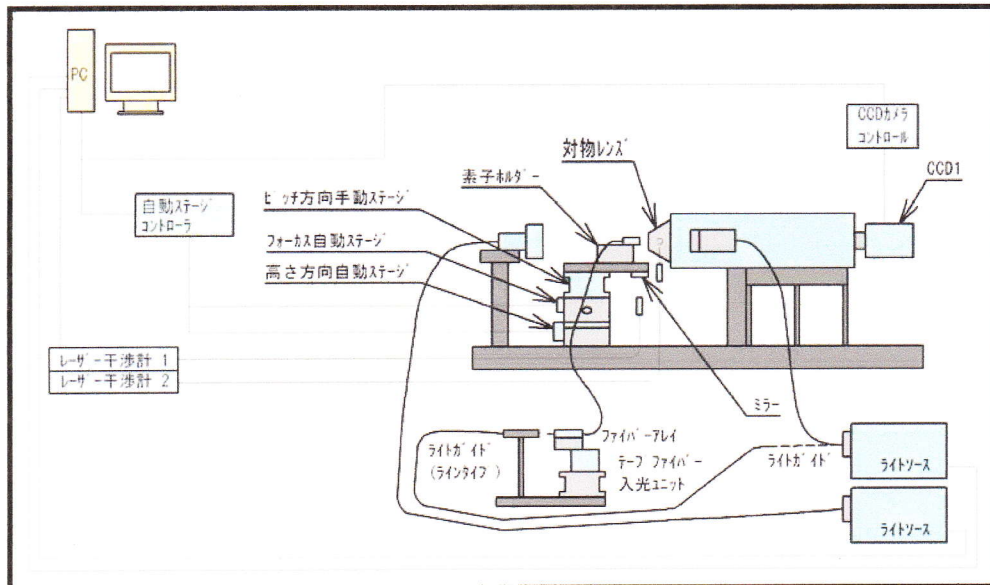 PC
CCDカメラ
コントロール
対物レンズ
CCD1
素子ホルダー
ピッチ方向手動ステージ
自動ステージ
コントローラ
フォーカス自動ステージ
高さ方向自動ステージ
レーザー干渉計 1
レーザー干渉計 2
ミラー
ライトガイド
(ラインタイプ)
ファイバーアレイ
テープファイバー
入光ユニット
ライトガイド
ライトソース
ライトソース